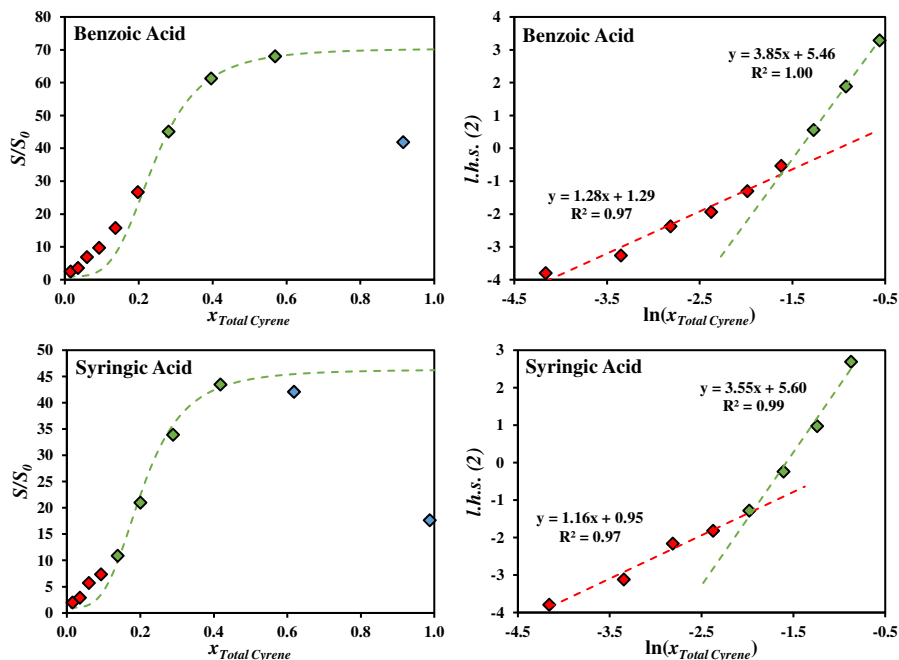 Benzoic Acid
S/S0
80
70
60
50
40
30
20
10
0
0.0 0.2 0.4 0.6 0.8 1.0
xTotal Cyrene
Benzoic Acid
l.h.s. (2)
4
3
2
1
0
-1
-2
-3
-4
y = 3.85x + 5.46
R² = 1.00
y = 1.28x + 1.29
R² = 0.97
-4.5 -3.5 -2.5 -1.5 -0.5
ln(xTotal Cyrene)
Syringic Acid
S/S0
50
45
40
35
30
25
20
15
10
5
0
0.0 0.2 0.4 0.6 0.8 1.0
xTotal Cyrene
Syringic Acid
l.h.s. (2)
3
2
1
0
-1
-2
-3
-4
y = 3.55x + 5.60
R² = 0.99
y = 1.16x + 0.95
R² = 0.97
-4.5 -3.5 -2.5 -1.5 -0.5
ln(xTotal Cyrene)